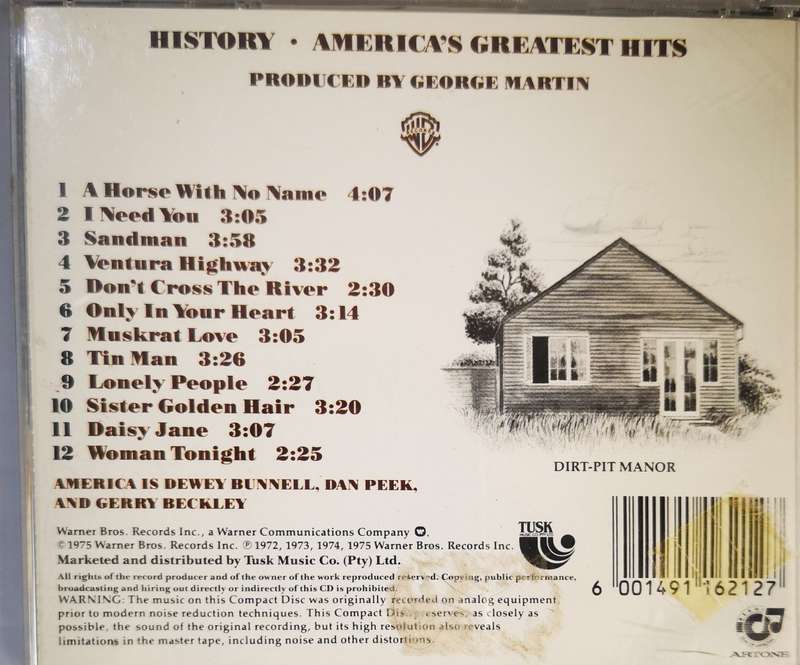 HISTORY · AMERICA'S GREATEST HITS
PRODUCED BY GEORGE MARTIN
1 A Horse With No Name 4:07
2 I Need You 3:05
3 Sandman 3:58
4 Ventura Highway 3:32
5 Don't Cross The River 2:30
6 Only In Your Heart 3:14
7 Muskrat Love 3:05
8 Tin Man 3:26
9 Lonely People 2:27
10 Sister Golden Hair 3:20
11 Daisy Jane 3:07
12 Woman Tonight 2:25
AMERICA IS DEWEY BUNNELL, DAN PEEK,
AND GERRY BECKLEY
DIRT-PIT MANOR
Warner Bros. Records Inc., a Warner Communications Company
© 1975 Warner Bros. Records Inc. ℗ 1972, 1973, 1974, 1975 Warner Bros. Records Inc.
Marketed and distributed by Tusk Music Co. (Pty) Ltd.
TUSK
All rights of the record producer and of the owner of the work reproduced reserved. Copying, public performance,
broadcasting and hiring out directly or indirectly of this CD is prohibited.
WARNING: The music on this Compact Disc was originally recorded on analog equipment
prior to modern noise reduction techniques. This Compact Disc preserves, as closely as
possible, the sound of the original recording, but its high resolution also reveals
limitations in the master tape, including noise and other distortions.
6 001491 162127
ARTONE